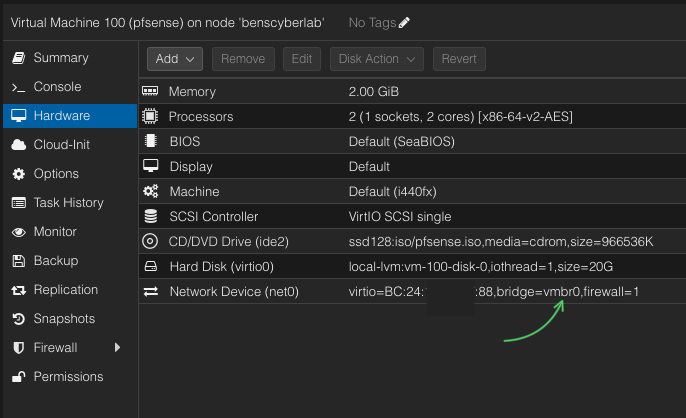 Virtual Machine 100 (pfsense) on node 'benscyberlab' No Tags
Summary
Console
Hardware
Cloud-Init
Options
Task History
Monitor
Backup
Replication
Snapshots
Firewall
Permissions
Add Remove Edit Disk Action Revert
Memory 2.00 GiB
Processors 2 (1 sockets, 2 cores) [x86-64-v2-AES]
BIOS Default (SeaBIOS)
Display Default
Machine Default (i440fx)
SCSI Controller VirtIO SCSI single
CD/DVD Drive (ide2) ssd128:iso/pfsense.iso,media=cdrom,size=966536K
Hard Disk (virtio0) local-lvm:vm-100-disk-0,iothread=1,size=20G
Network Device (net0) virtio=BC:24: :88,bridge=vmbr0,firewall=1